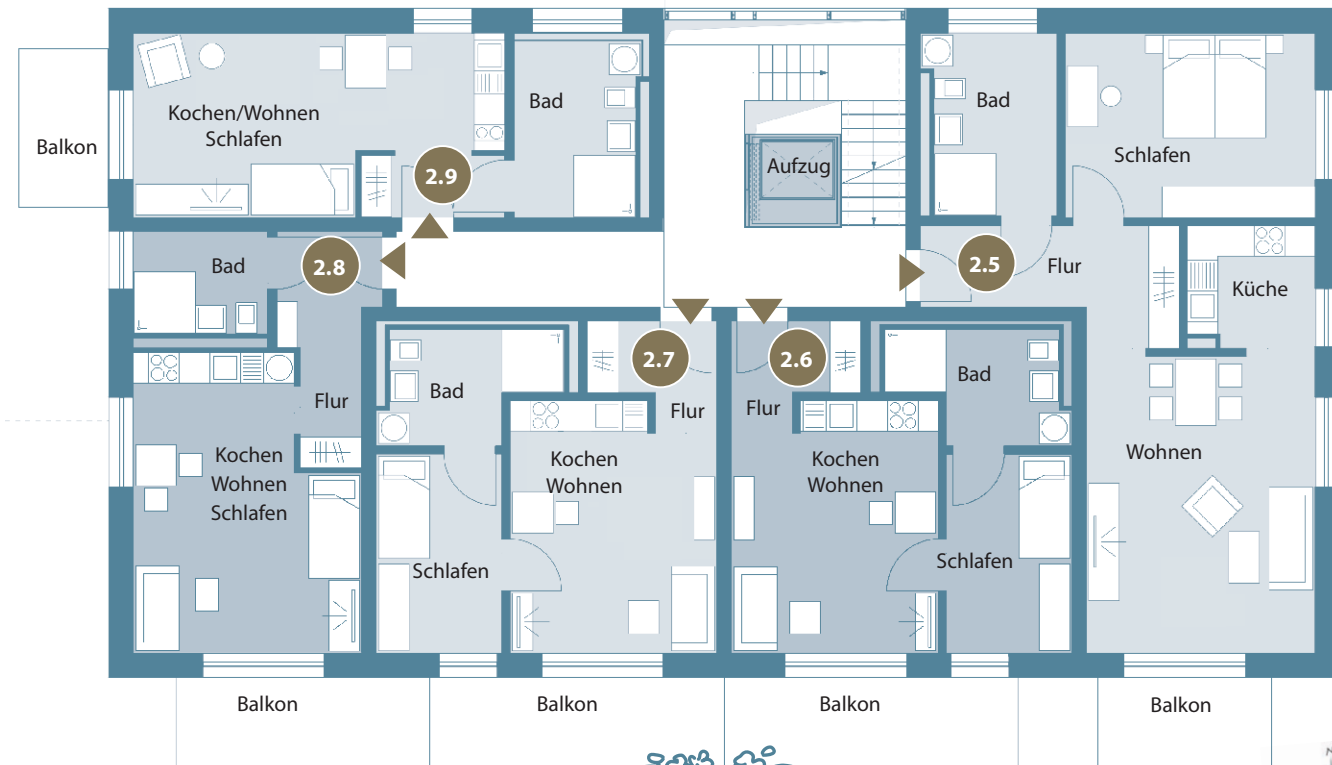 Balkon
Kochen/Wohnen
Schlafen
Bad
2.9
Aufzug
Bad
Schlafen
2.5
Flur
Küche
Bad
2.8
Flur
Kochen
Wohnen
Schlafen
Bad
2.7
Flur
Kochen
Wohnen
Schlafen
2.6
Flur
Kochen
Wohnen
Bad
Schlafen
Wohnen
Balkon
Balkon
Balkon
Balkon